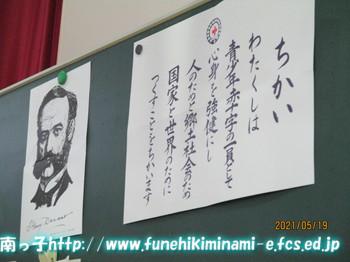 ちかい
わたくしは
青少年赤十字の一員として
心身を強健にし
人のためと郷土社会のため
国家と世界のために
つくすことをちかいます
2021/05/19
南っ子http://www.funehikiminami-e.fcs.ed.jp